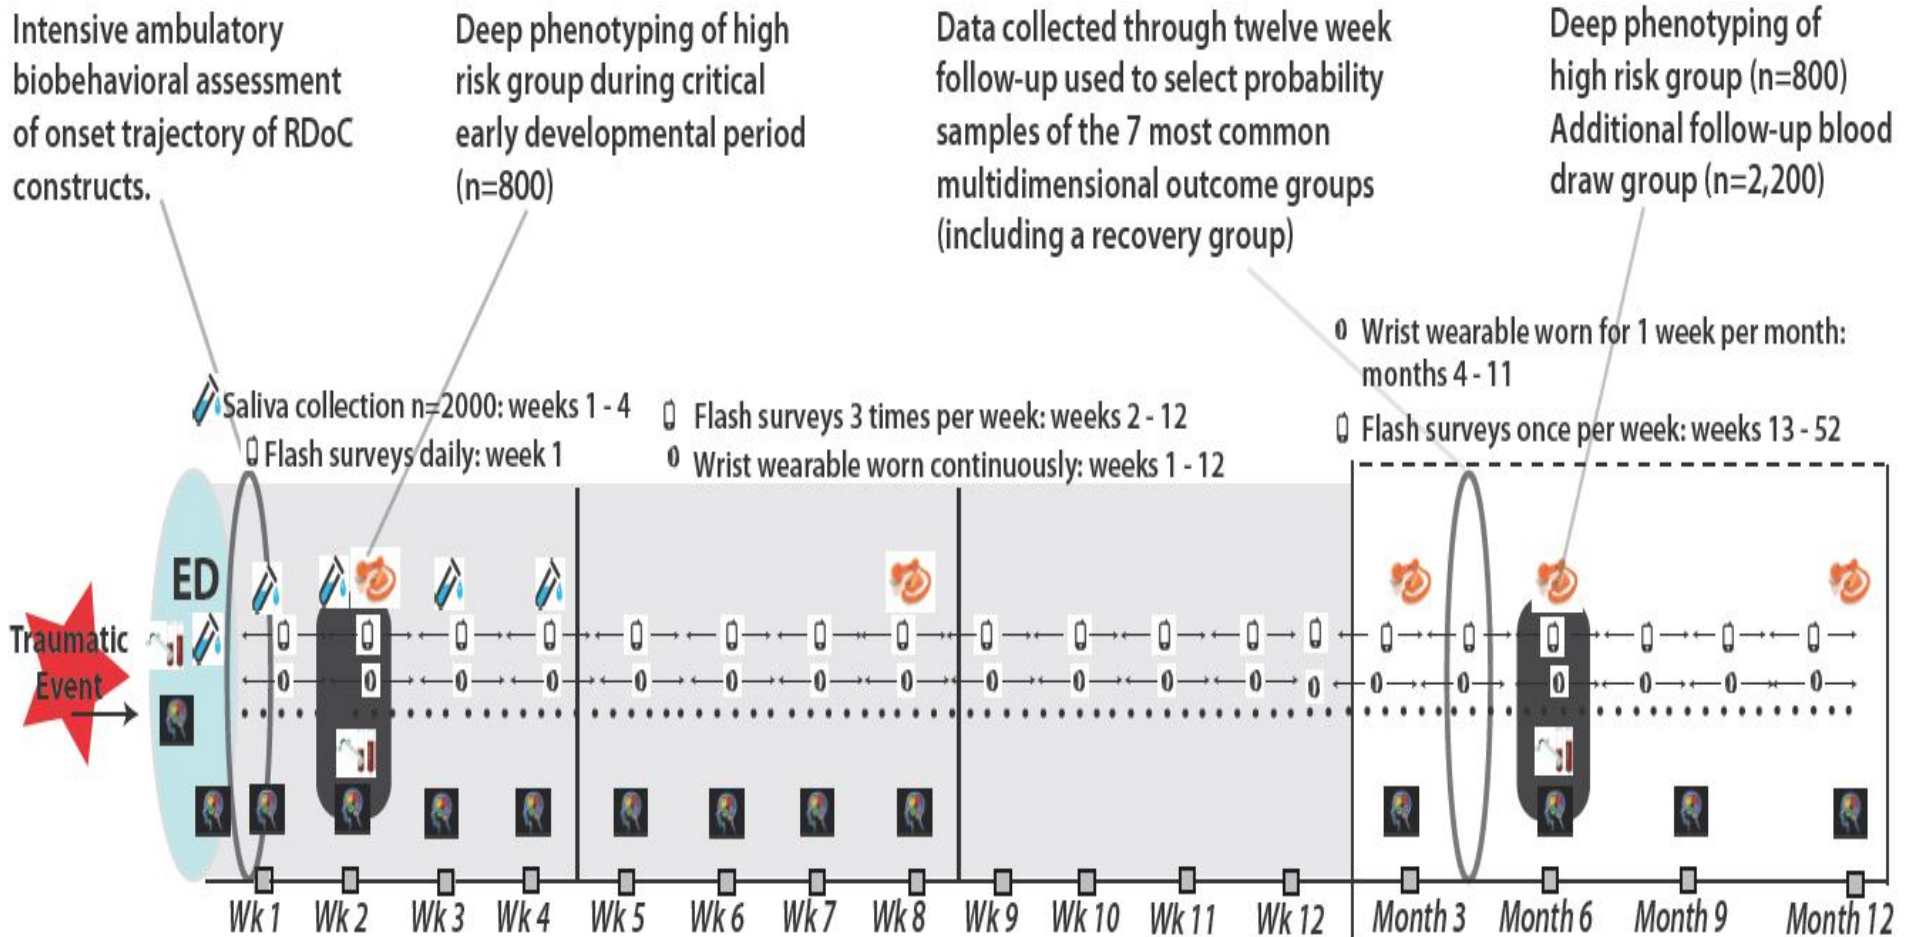 Intensive ambulatory
biobehavioral assessment
of onset trajectory of RDoC
constructs.
Deep phenotyping of high
risk group during critical
early developmental period
(n=800)
Data collected through twelve week
follow-up used to select probability
samples of the 7 most common
multidimensional outcome groups
(including a recovery group)
Deep phenotyping of
high risk group (n=800)
Additional follow-up blood
draw group (n=2,200)
Saliva collection n=2000: weeks 1 - 4
Flash surveys daily: week 1
Flash surveys 3 times per week: weeks 2 - 12
Wrist wearable worn continuously: weeks 1 - 12
Wrist wearable worn for 1 week per month:
months 4 - 11
Flash surveys once per week: weeks 13 - 52
ED
Traumatic
Event
Wk 1
Wk 2
Wk 3
Wk 4
Wk 5
Wk 6
Wk 7
Wk 8
Wk 9
Wk 10
Wk 11
Wk 12
Month 3
Month 6
Month 9
Month 12